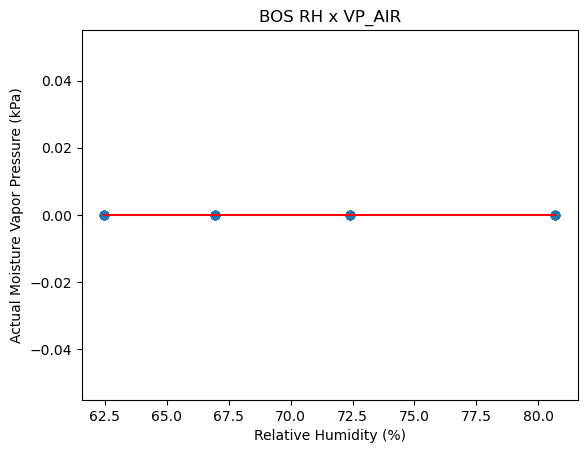 BOS RH x VP_AIR
Actual Moisture Vapor Pressure (kPa)
0.04
0.02
0.00
−0.02
−0.04
62.5 65.0 67.5 70.0 72.5 75.0 77.5 80.0
Relative Humidity (%)